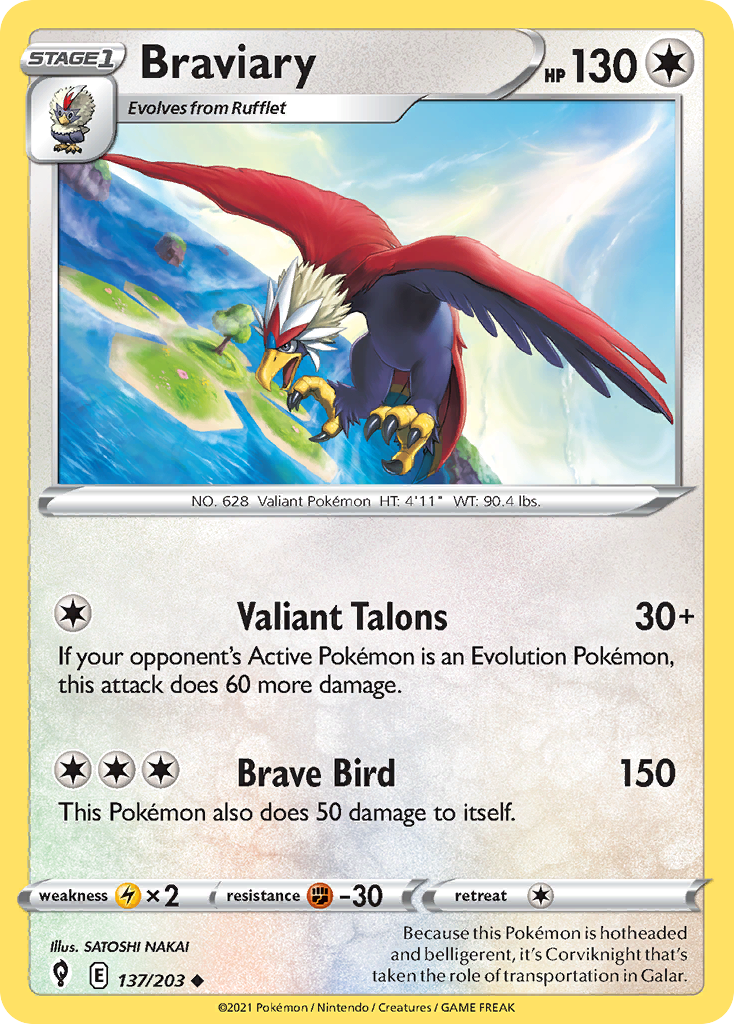 STAGE1
Braviary
HP 130
Evolves from Rufflet
NO. 628 Valiant Pokémon HT: 4'11" WT: 90.4 lbs.
Valiant Talons 30+
If your opponent's Active Pokémon is an Evolution Pokémon,
this attack does 60 more damage.
Brave Bird 150
This Pokémon also does 50 damage to itself.
weakness ×2 resistance -30 retreat
Illus. SATOSHI NAKAI
Because this Pokémon is hotheaded
and belligerent, it's Corviknight that's
taken the role of transportation in Galar.
E 137/203
©2021 Pokémon / Nintendo / Creatures / GAME FREAK